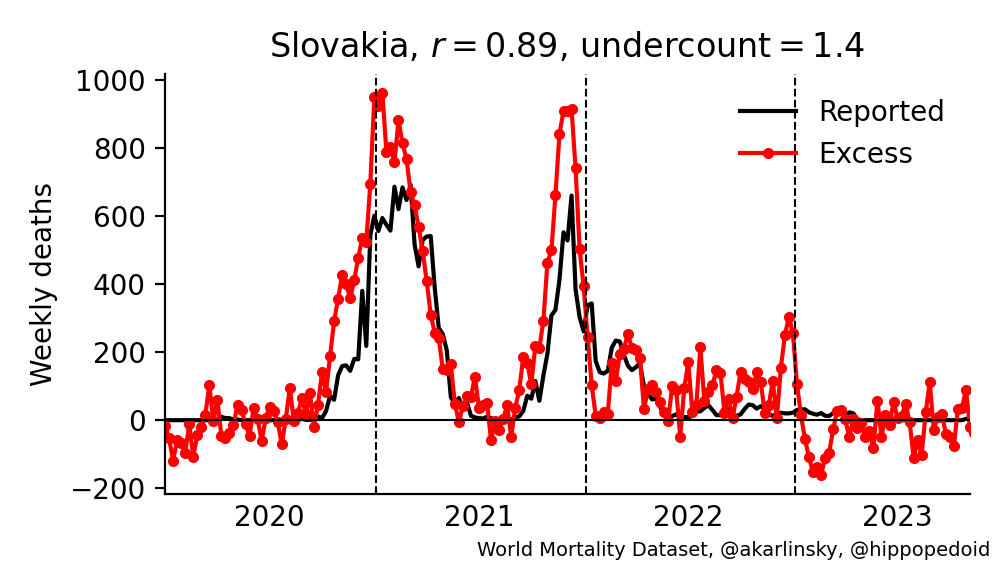 Slovakia, r = 0.89, undercount = 1.4
1000
800
600
400
200
0
−200
Weekly deaths
Reported
Excess
2020 2021 2022 2023
World Mortality Dataset, @akarlinsky, @hippopedoid